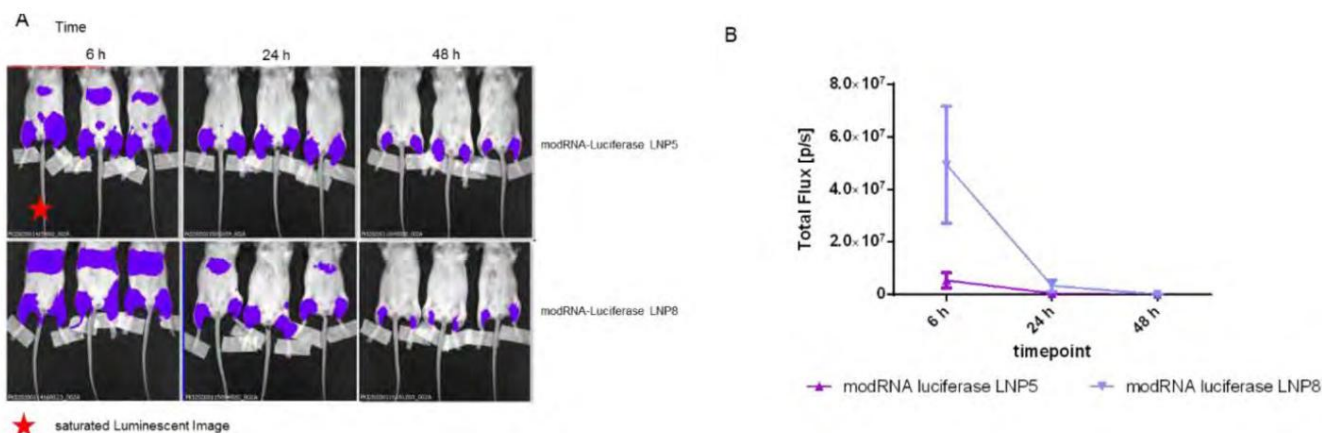 A
Time
6 h
24 h
48 h
modRNA-Luciferase LNP5
modRNA-Luciferase LNP8
saturated Luminescent Image
B
Total Flux [p/s]
8.0×10⁷
6.0×10⁷
4.0×10⁷
2.0×10⁷
0
6 h
24 h
48 h
timepoint
modRNA luciferase LNP5
modRNA luciferase LNP8